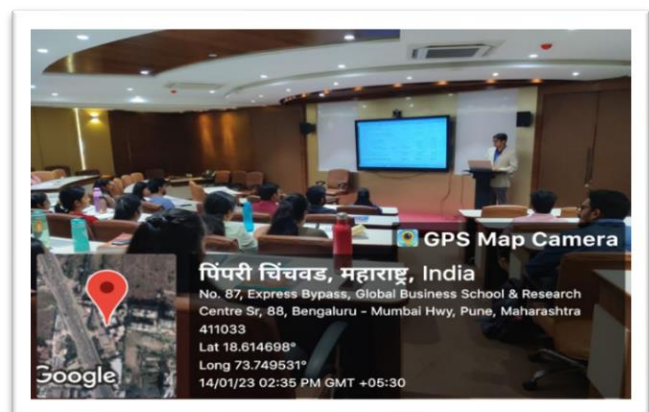 GPS Map Camera
पिंपरी चिंचवड, महाराष्ट्र, India
No. 87, Express Bypass, Global Business School & Research
Centre Sr, 88, Bengaluru - Mumbai Hwy, Pune, Maharashtra
411033
Lat 18.614698°
Long 73.749531°
14/01/23 02:35 PM GMT +05:30
Google